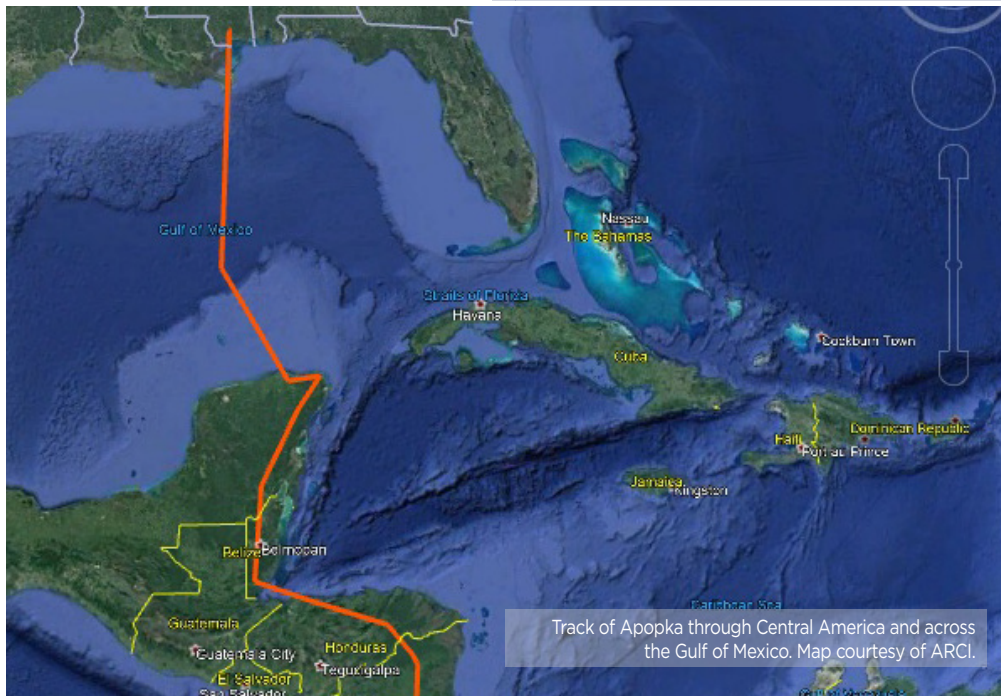 Gulf of Mexico
Nassau
The Bahamas
Straits of Florida
Havana
Cockburn Town
Cuba
Dominican Republic
Haiti
Port au Prince
Jamaica
Kingston
Belize
Belmopan
Caribbean Sea
Guatemala
Honduras
Guatemala City
Tegucigalpa
El Salvador
San Salvador
Track of Apopka through Central America and across
the Gulf of Mexico. Map courtesy of ARCI.